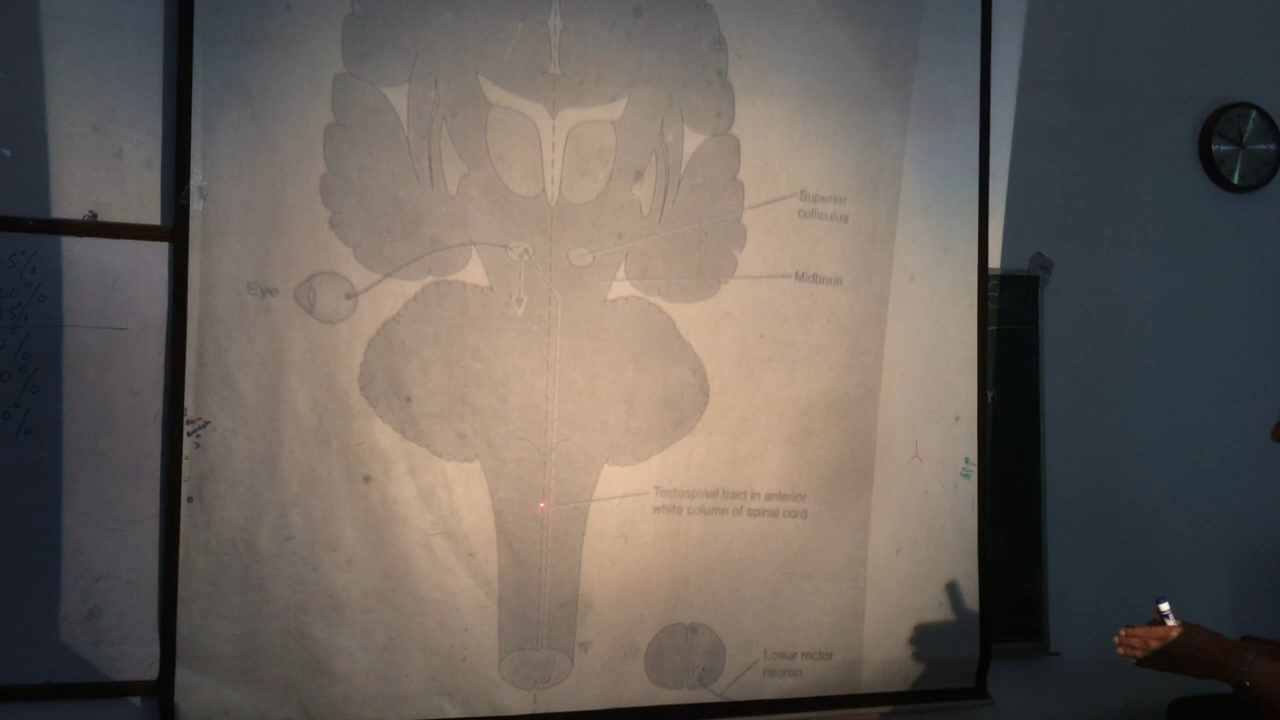 Superior
colliculus
Midbrain
Eye
Tectospinal tract in anterior
white column of spinal cord
Lower motor
neuron